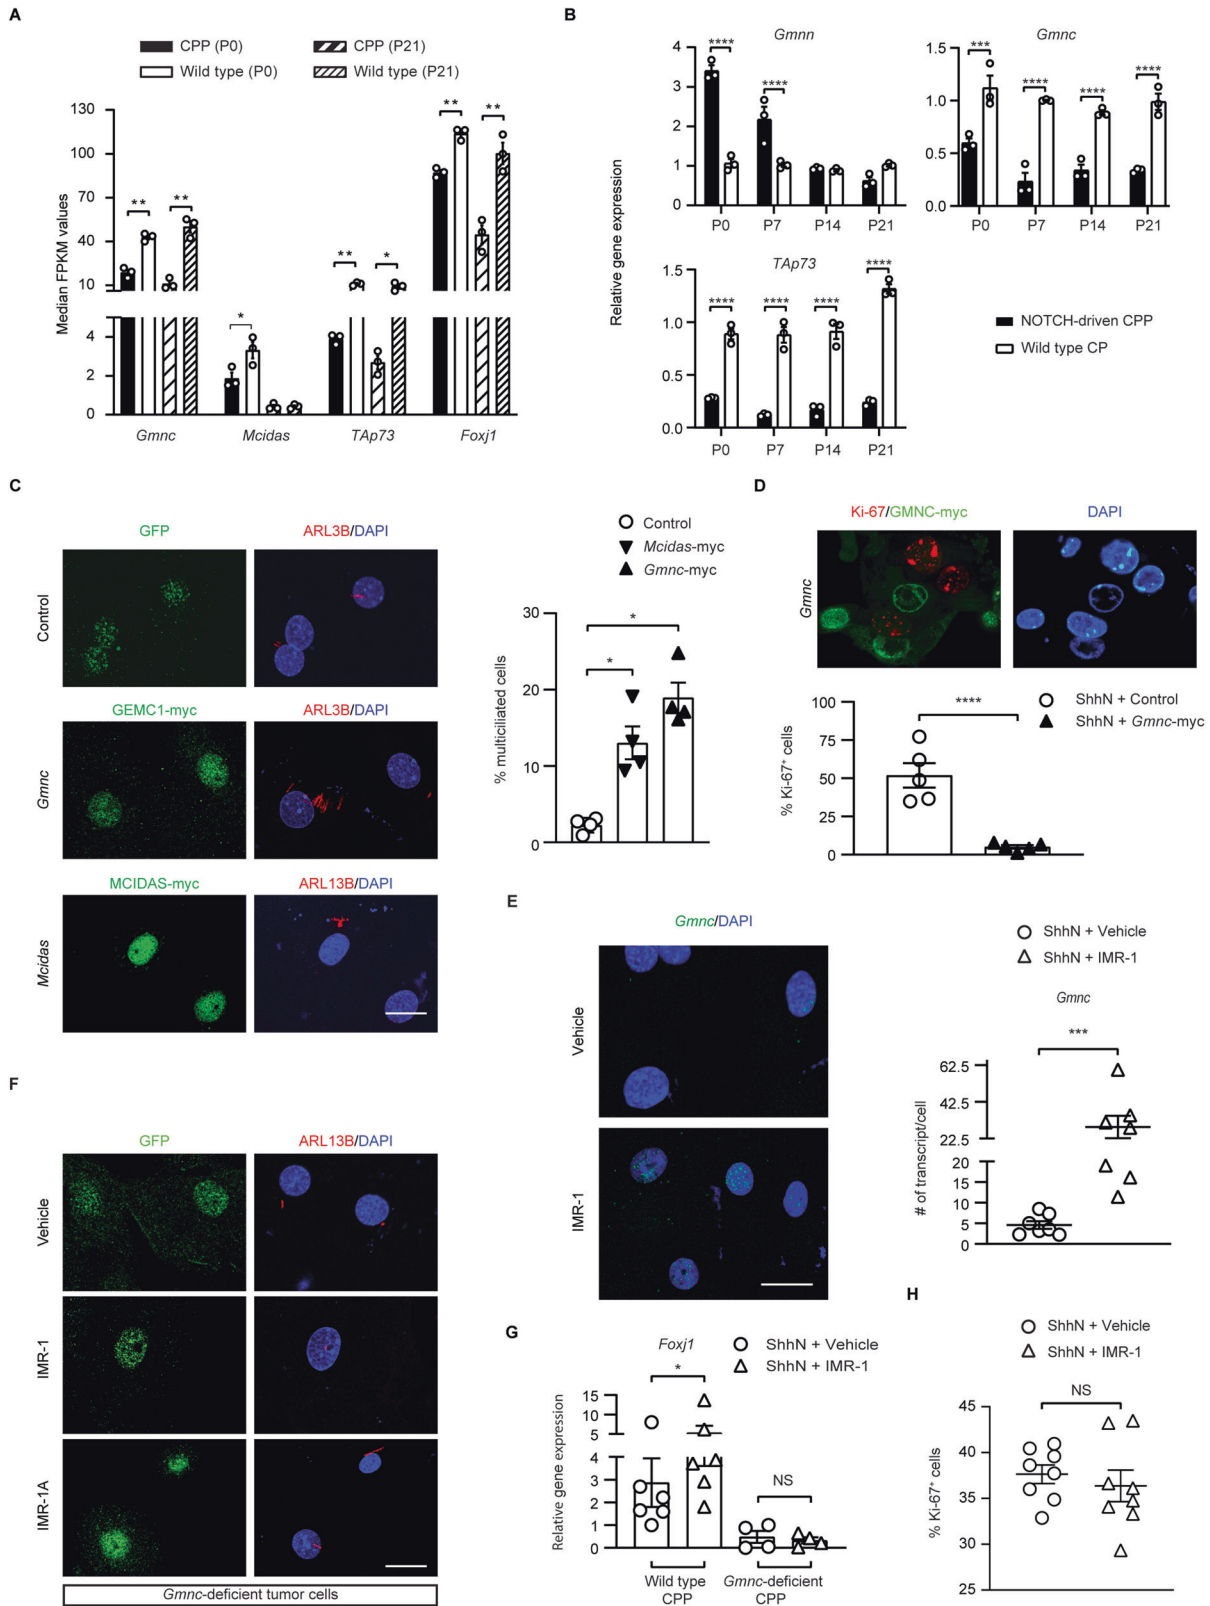 A
CPP (P0)
CPP (P21)
Wild type (P0)
Wild type (P21)
Median FPKM values
130
100
70
40
10
4
2
0
**
**
*
**
*
**
**
Gmnc
Mcidas
TAp73
Foxj1
B
Relative gene expression
Gmnn
4
3
2
1
0
****
****
P0
P7
P14
P21
Gmnc
1.5
1.0
0.5
0.0
***
****
****
****
P0
P7
P14
P21
TAp73
1.5
1.0
0.5
0.0
****
****
****
****
P0
P7
P14
P21
NOTCH-driven CPP
Wild type CP
C
GFP
ARL3B/DAPI
Control
GEMC1-myc
ARL3B/DAPI
Gmnc
MCIDAS-myc
ARL13B/DAPI
Mcidas
Control
Mcidas-myc
Gmnc-myc
% multiciliated cells
30
20
10
0
*
*
D
Ki-67/GMNC-myc
DAPI
Gmnc
% Ki-67+ cells
100
75
50
25
0
****
ShhN + Control
ShhN + Gmnc-myc
E
Gmnc/DAPI
Vehicle
IMR-1
ShhN + Vehicle
ShhN + IMR-1
Gmnc
***
# of transcript/cell
62.5
42.5
22.5
20
15
10
5
0
F
GFP
ARL13B/DAPI
Vehicle
IMR-1
IMR-1A
Gmnc-deficient tumor cells
G
Foxj1
ShhN + Vehicle
ShhN + IMR-1
Relative gene expression
15
10
5
4
3
2
1
0
*
NS
Wild type
CPP
Gmnc-deficient
CPP
H
ShhN + Vehicle
ShhN + IMR-1
NS
% Ki-67+ cells
45
40
35
30
25